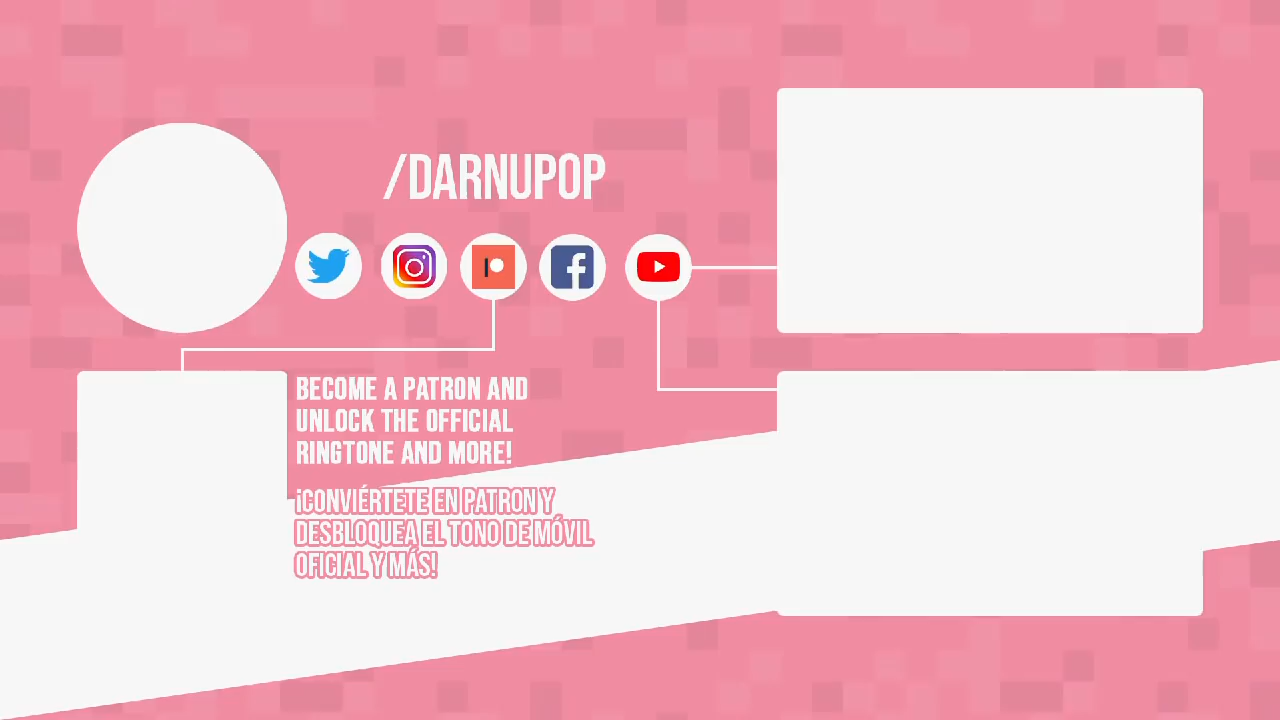 /DARNUPOP
BECOME A PATRON AND
UNLOCK THE OFFICIAL
RINGTONE AND MORE!
¡CONVIÉRTETE EN PATRON Y
DESBLOQUEA EL TONO DE MÓVIL
OFICIAL Y MÁS!